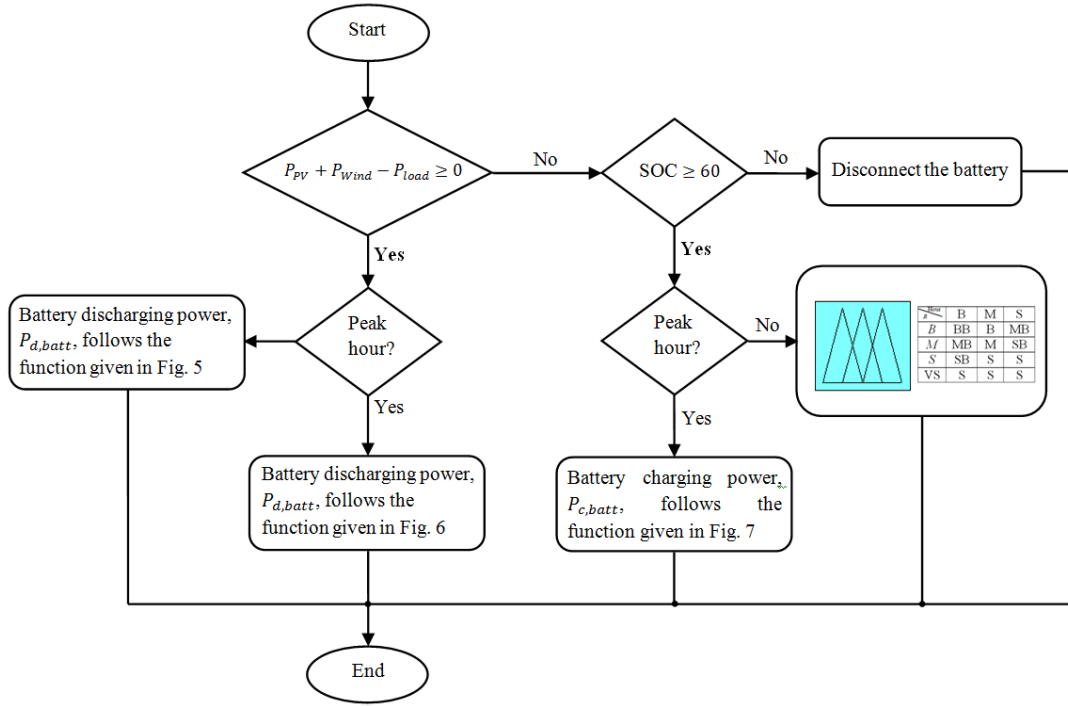 Start
P_PV + P_Wind − P_load ≥ 0
No
SOC ≥ 60
No
Disconnect the battery
Yes
Yes
Battery discharging power,
P_d,batt, follows the
function given in Fig. 5
Peak
hour?
Peak
hour?
No
B M S
B BB B MB
M MB M SB
S SB S S
VS S S S
Yes
Yes
Battery discharging power,
P_d,batt, follows the
function given in Fig. 6
Battery charging power,
P_c,batt, follows the
function given in Fig. 7
End